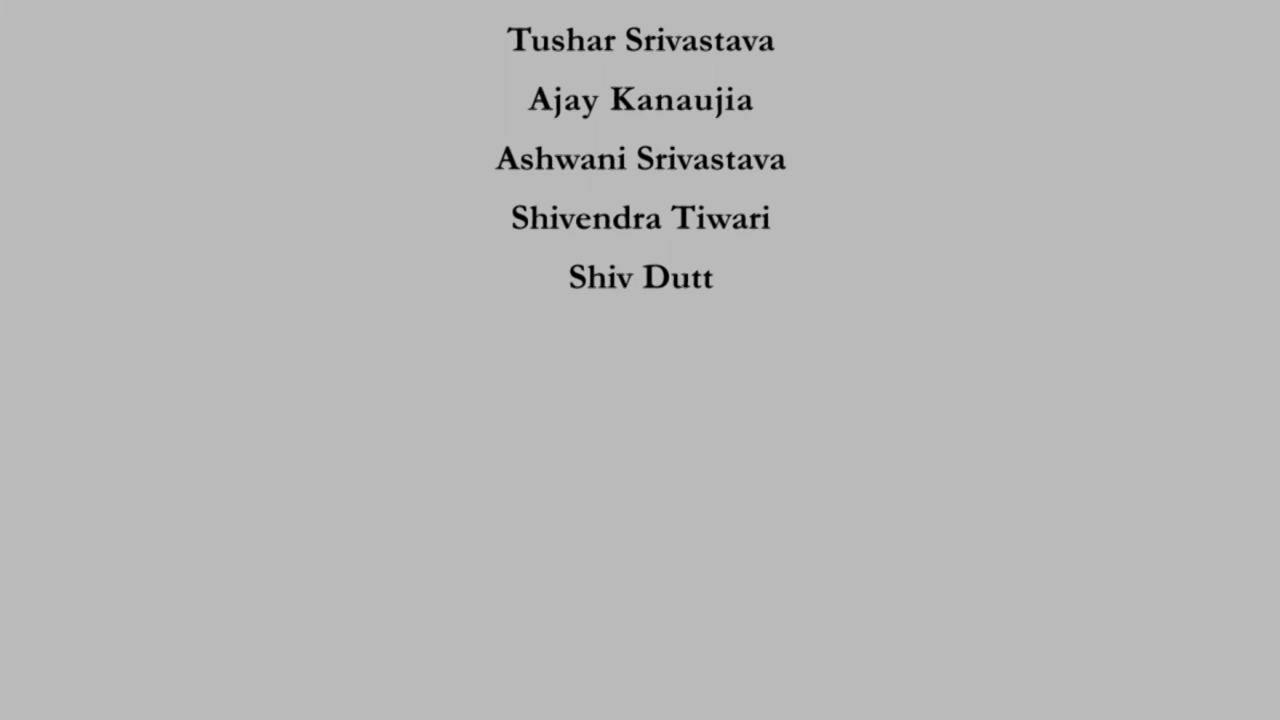 Tushar Srivastava
Ajay Kanaujia
Ashwani Srivastava
Shivendra Tiwari
Shiv Dutt